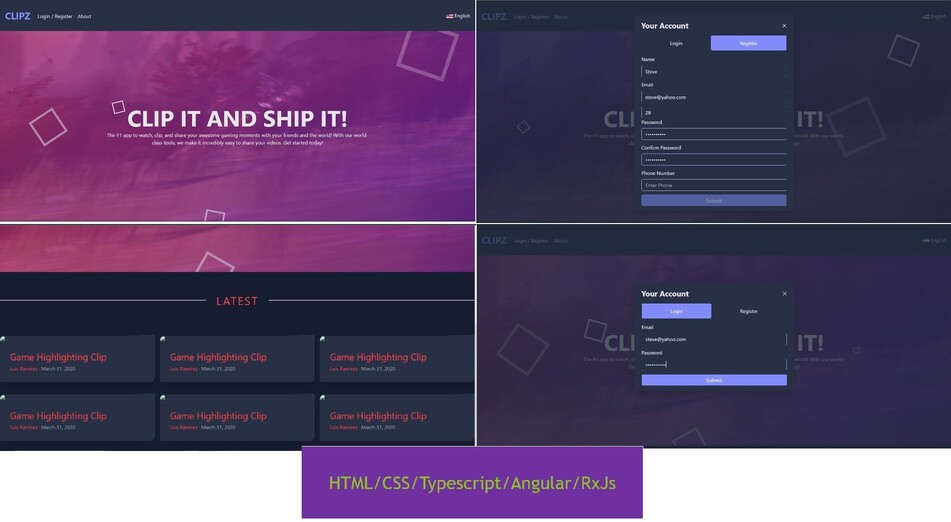 CLIPZ Login / Register About English
CLIP IT AND SHIP IT!
The #1 app to watch, clip, and share your awesome gaming moments with your friends and the world! With our world-
class tools, we make it incredibly easy to share your videos. Get started today!
CLIPZ Login / Register About English
IT!
Your Account ×
Login Register
Name
Steve
Email
steve@yahoo.com
28
Password
••••••••••
Confirm Password
••••••••••
Phone Number
Enter Phone
Submit
LATEST
Game Highlighting Clip Game Highlighting Clip Game Highlighting Clip
Luis Ramirez · March 31, 2020 Luis Ramirez · March 31, 2020 Luis Ramirez · March 31, 2020
Game Highlighting Clip Game Highlighting Clip Game Highlighting Clip
Luis Ramirez · March 31, 2020 Luis Ramirez · March 31, 2020 Luis Ramirez · March 31, 2020
CLIPZ Login / Register About English
IT!
Your Account ×
Login Register
Email
steve@yahoo.com
Password
••••••••••
Submit
HTML/CSS/Typescript/Angular/RxJs